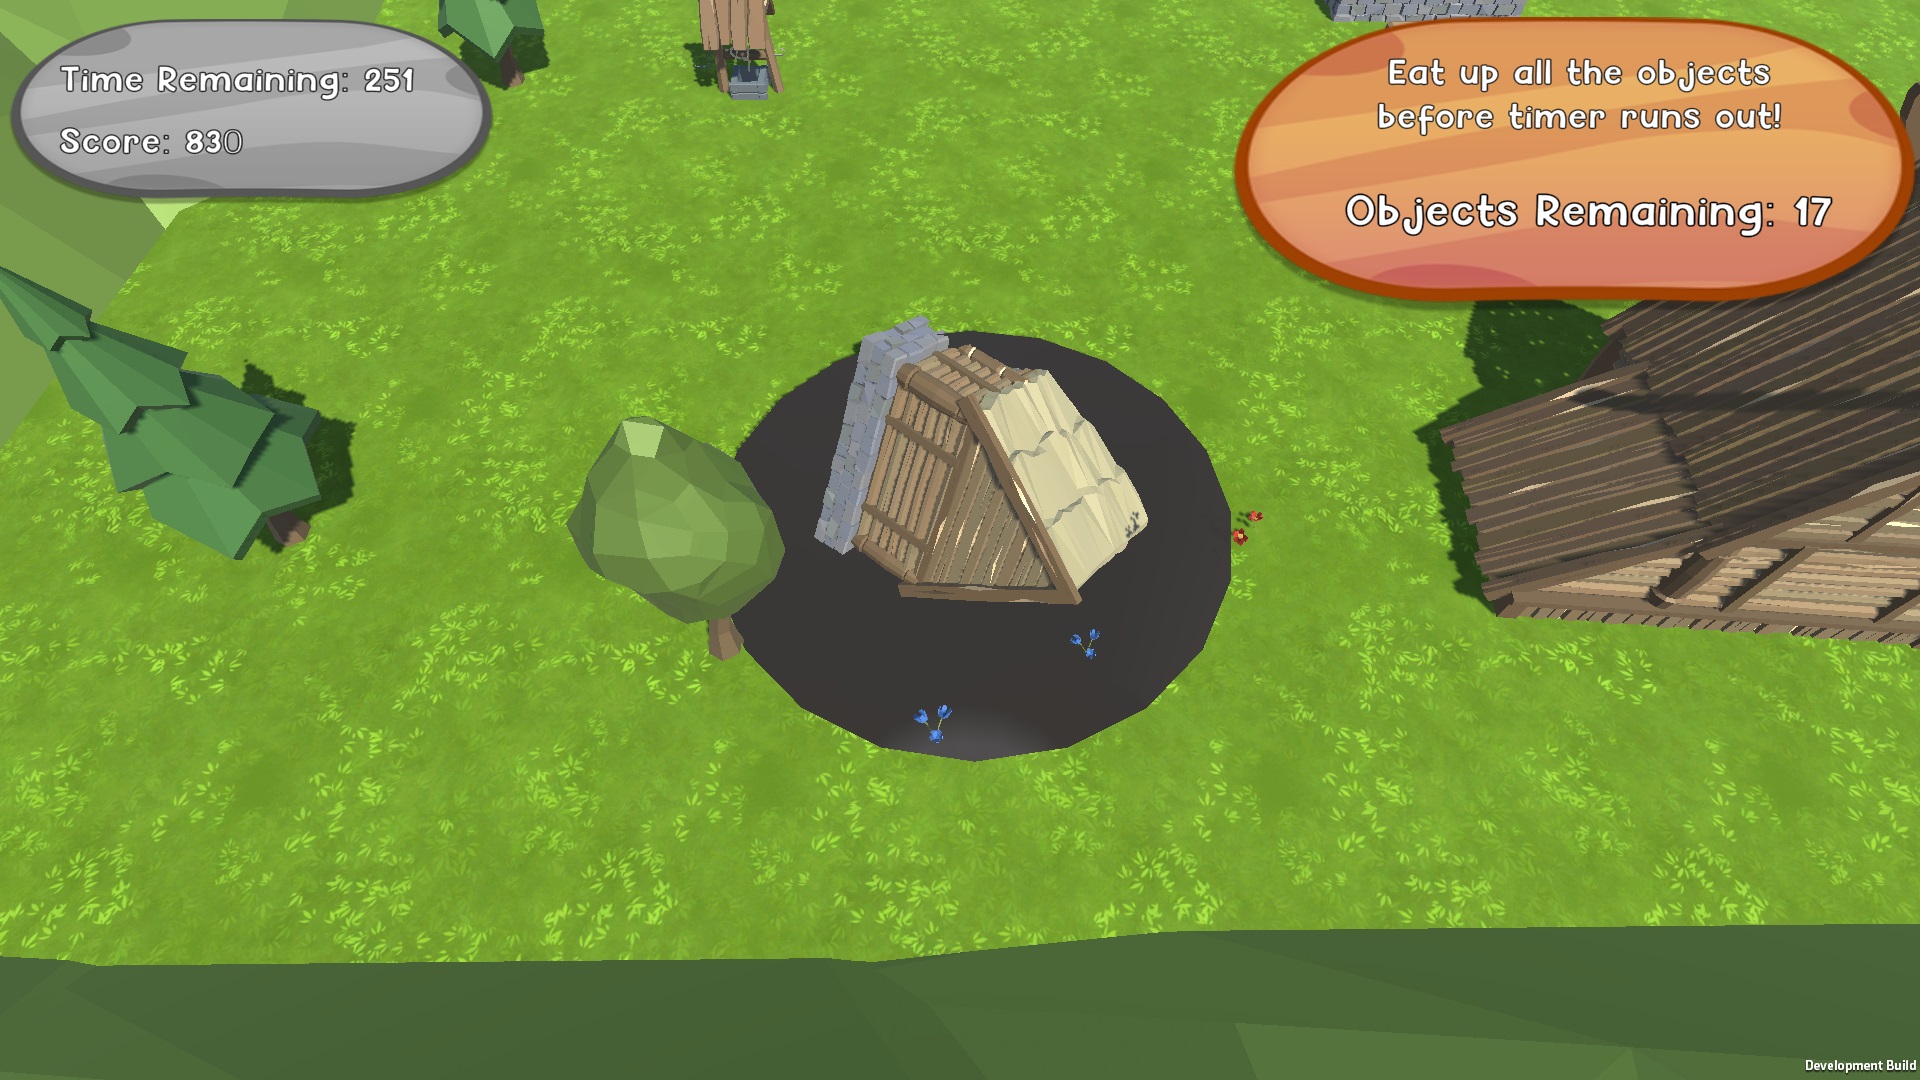 Time Remaining: 251
Score: 830
Eat up all the objects
before timer runs out!
Objects Remaining: 17
Development Build